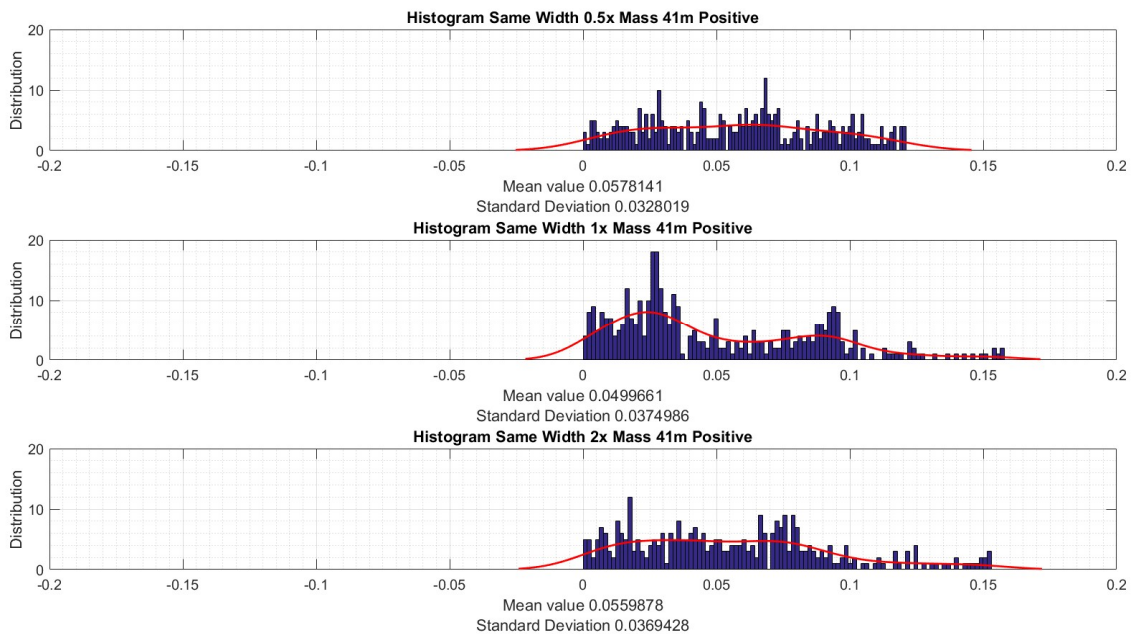 Histogram Same Width 0.5x Mass 41m Positive
20
10
0
Distribution
-0.2 -0.15 -0.1 -0.05 0 0.05 0.1 0.15 0.2
Mean value 0.0578141
Standard Deviation 0.0328019
Histogram Same Width 1x Mass 41m Positive
20
10
0
Distribution
-0.2 -0.15 -0.1 -0.05 0 0.05 0.1 0.15 0.2
Mean value 0.0499661
Standard Deviation 0.0374986
Histogram Same Width 2x Mass 41m Positive
20
10
0
Distribution
-0.2 -0.15 -0.1 -0.05 0 0.05 0.1 0.15 0.2
Mean value 0.0559878
Standard Deviation 0.0369428